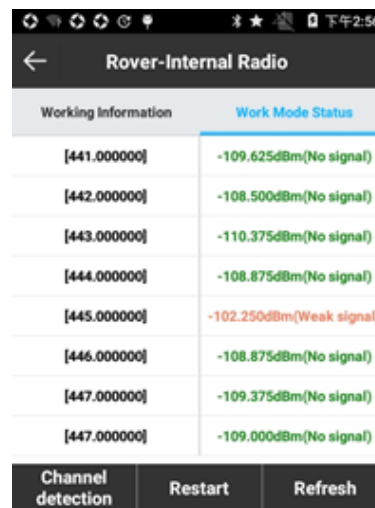 下午2:56
Rover-Internal Radio
Working Information Work Mode Status
[441.000000] -109.625dBm(No signal)
[442.000000] -108.500dBm(No signal)
[443.000000] -110.375dBm(No signal)
[444.000000] -108.875dBm(No signal)
[445.000000] -102.250dBm(Weak signal
[446.000000] -108.875dBm(No signal)
[447.000000] -109.375dBm(No signal)
[447.000000] -109.000dBm(No signal)
Channel detection Restart Refresh